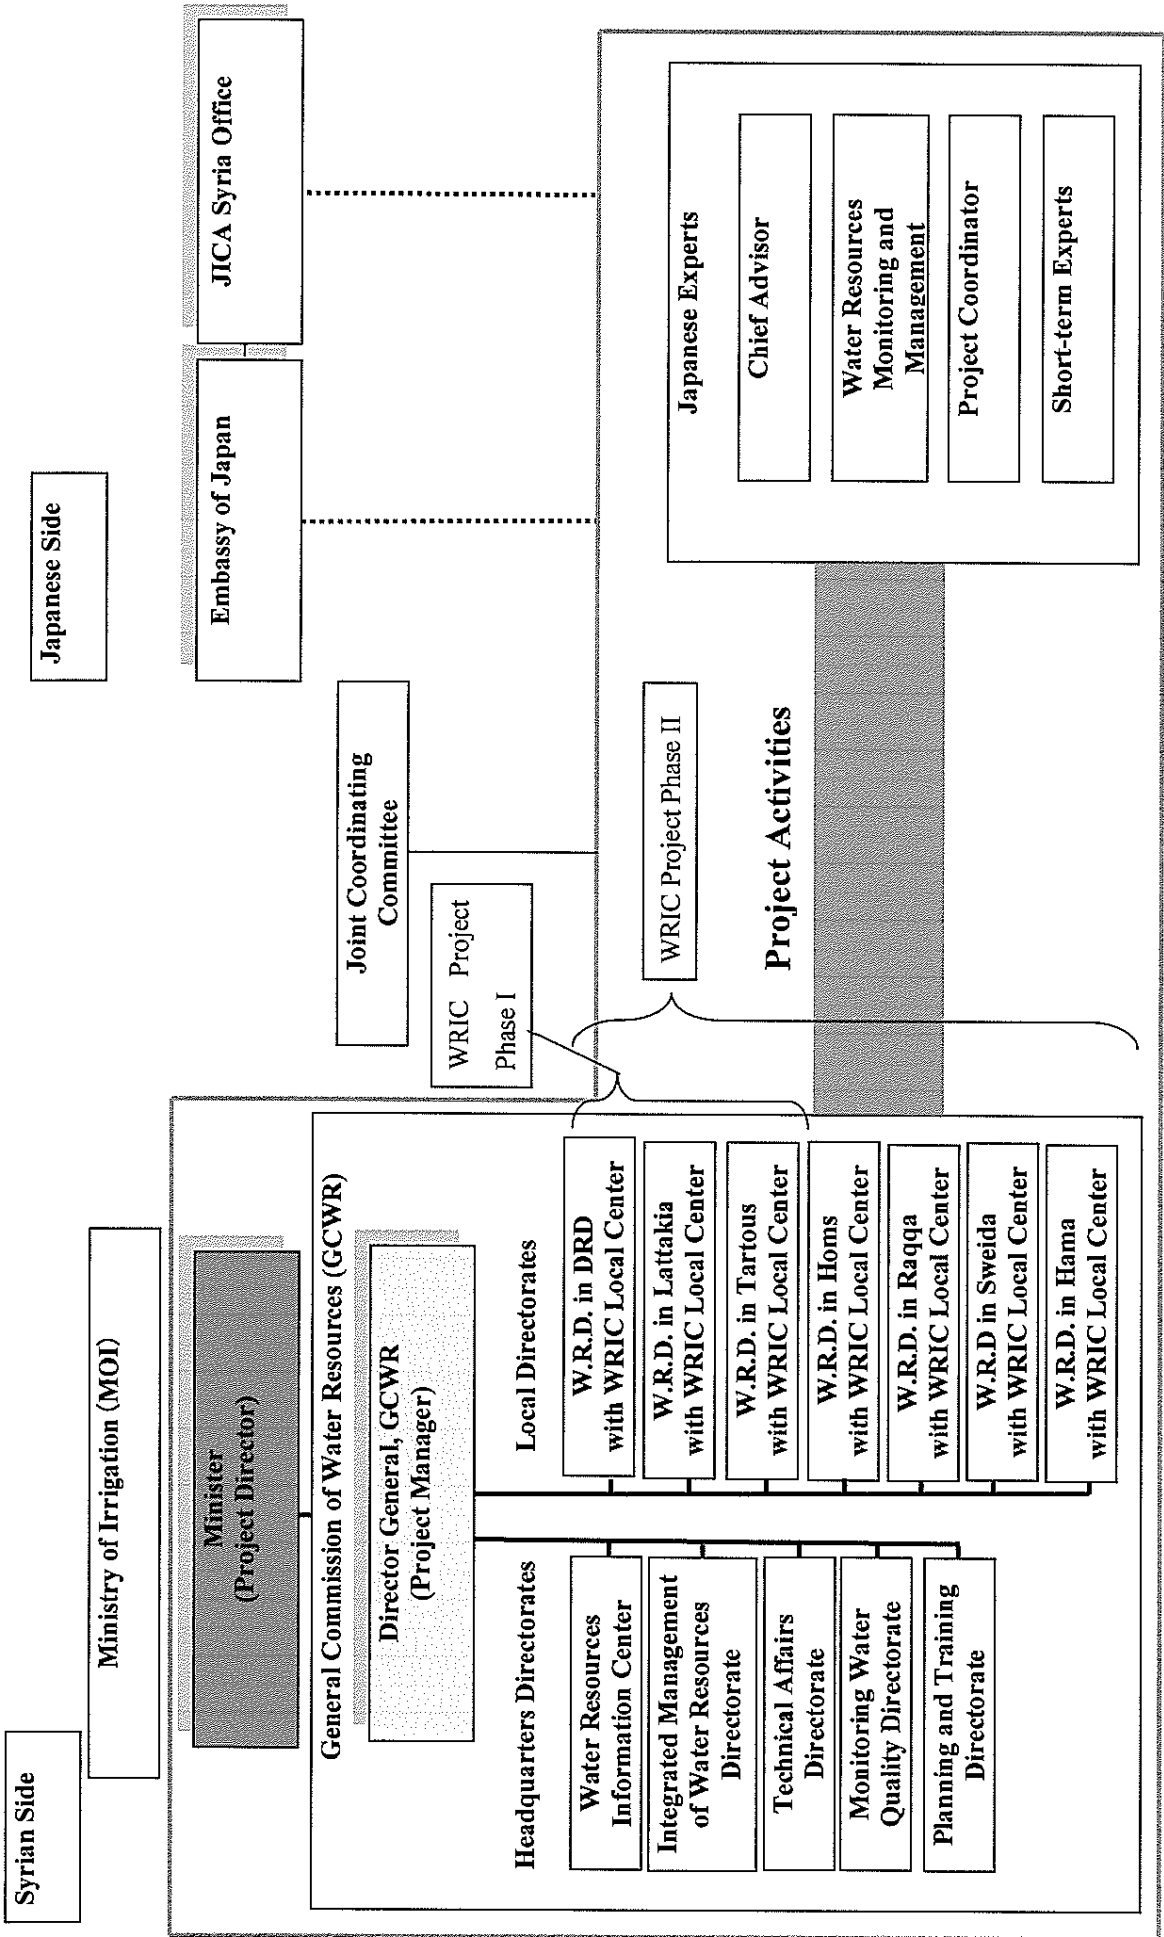 Syrian Side
Ministry of Irrigation (MOD)
Minister
(Project Director)
General Commission of Water Resources (GCWR)
Director General, GCWR
(Project Manager)
Headquarters Directorates
Water Resources
Information Center
Integrated Management
of Water Resources
Directorate
Technical Affairs
Directorate
Monitoring Water
Quality Directorate
Planning and Training
Directorate
Local Directorates
W.R.D. in DRD
with WRIC Local Center
W.R.D. in Lattakia
with WRIC Local Center
W.R.D. in Tartous
with WRIC Local Center
W.R.D. in Homs
with WRIC Local Center
W.R.D. in Raqqa
with WRIC Local Center
W.R.D in Sweida
with WRIC Local Center
W.R.D. in Hama
with WRIC Local Center
Joint Coordinating
Committee
WRIC Project
Phase I
WRIC Project Phase II
Project Activities
Japanese Side
Embassy of Japan
JICA Syria Office
Japanese Experts
Chief Advisor
Water Resources
Monitoring and
Management
Project Coordinator
Short-term Experts